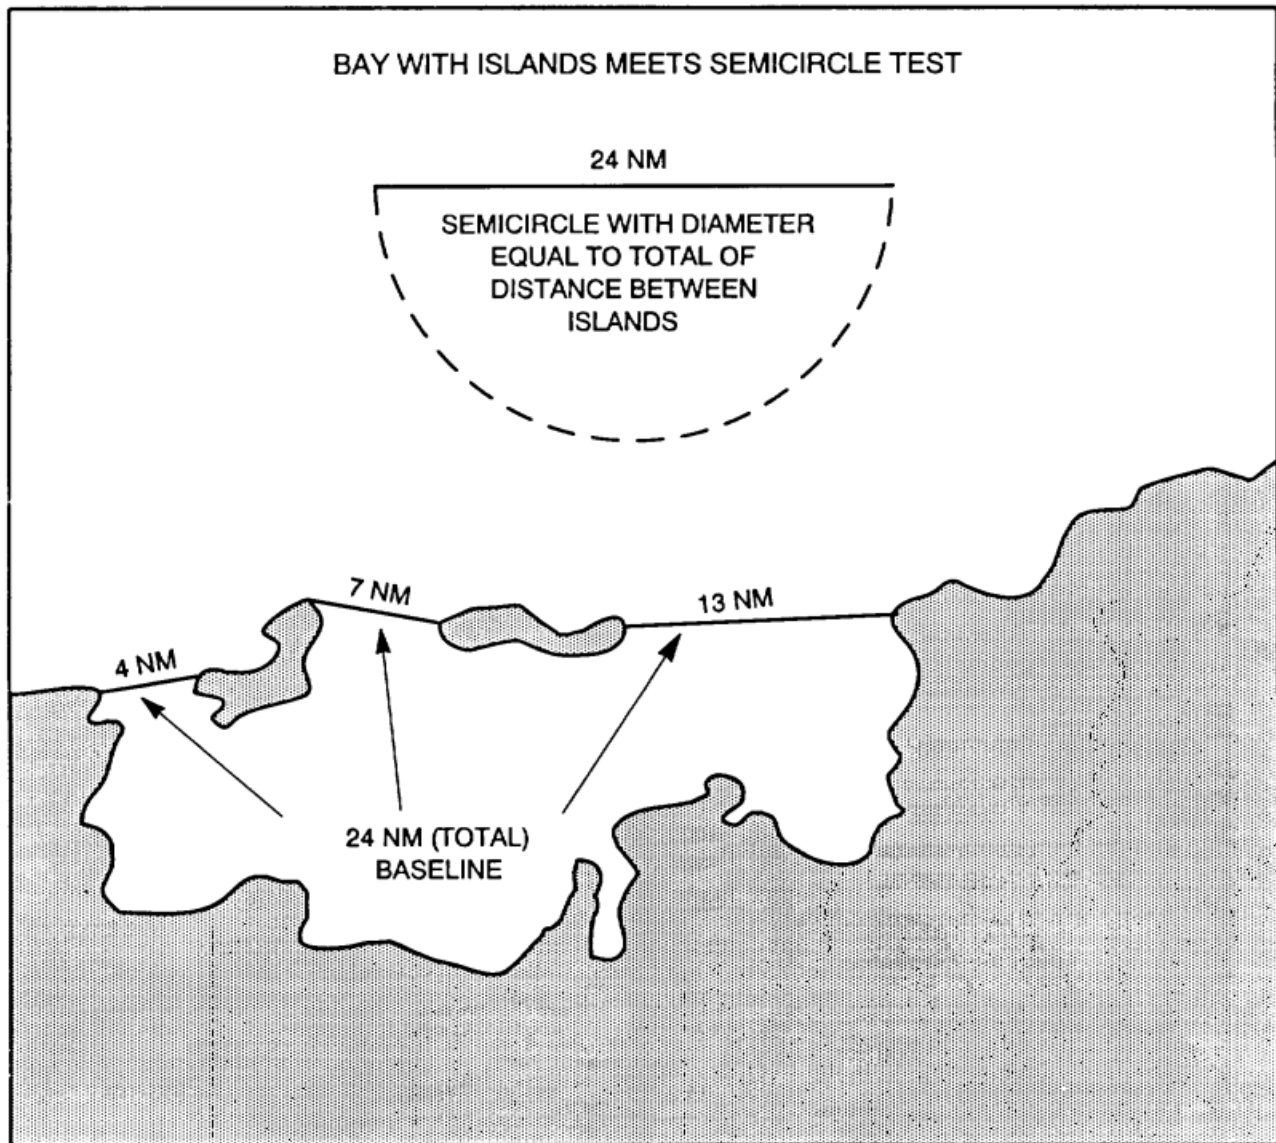 BAY WITH ISLANDS MEETS SEMICIRCLE TEST
24 NM
SEMICIRCLE WITH DIAMETER
EQUAL TO TOTAL OF
DISTANCE BETWEEN
ISLANDS
7 NM
13 NM
4 NM
24 NM (TOTAL)
BASELINE